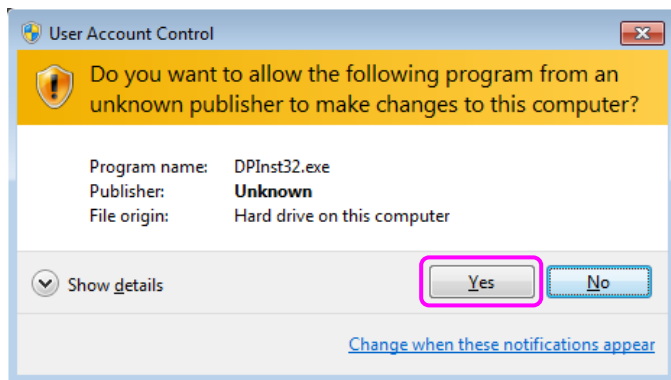 User Account Control
Do you want to allow the following program from an
unknown publisher to make changes to this computer?
Program name: DPInst32.exe
Publisher: Unknown
File origin: Hard drive on this computer
Show details
Yes No
Change when these notifications appear